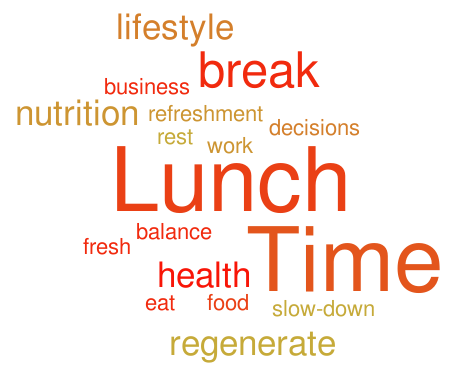 lifestyle
break
business
nutrition
refreshment
decisions
rest
work
Lunch
Time
balance
fresh
health
eat
food
slow-down
regenerate